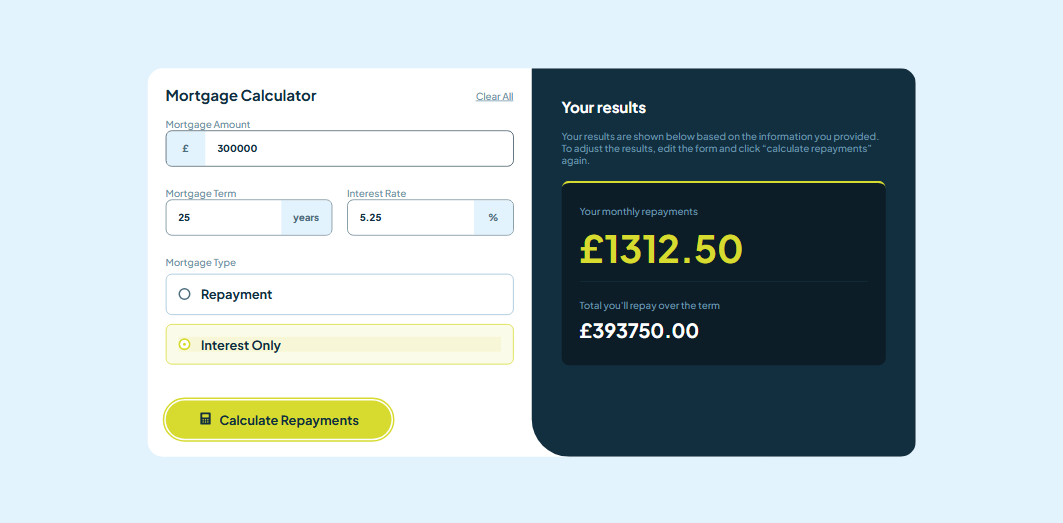 Mortgage Calculator
Clear All
Mortgage Amount
£ 300000
Mortgage Term
25 years
Interest Rate
5.25 %
Mortgage Type
Repayment
Interest Only
Calculate Repayments
Your results
Your results are shown below based on the information you provided.
To adjust the results, edit the form and click “calculate repayments”
again.
Your monthly repayments
£1312.50
Total you’ll repay over the term
£393750.00